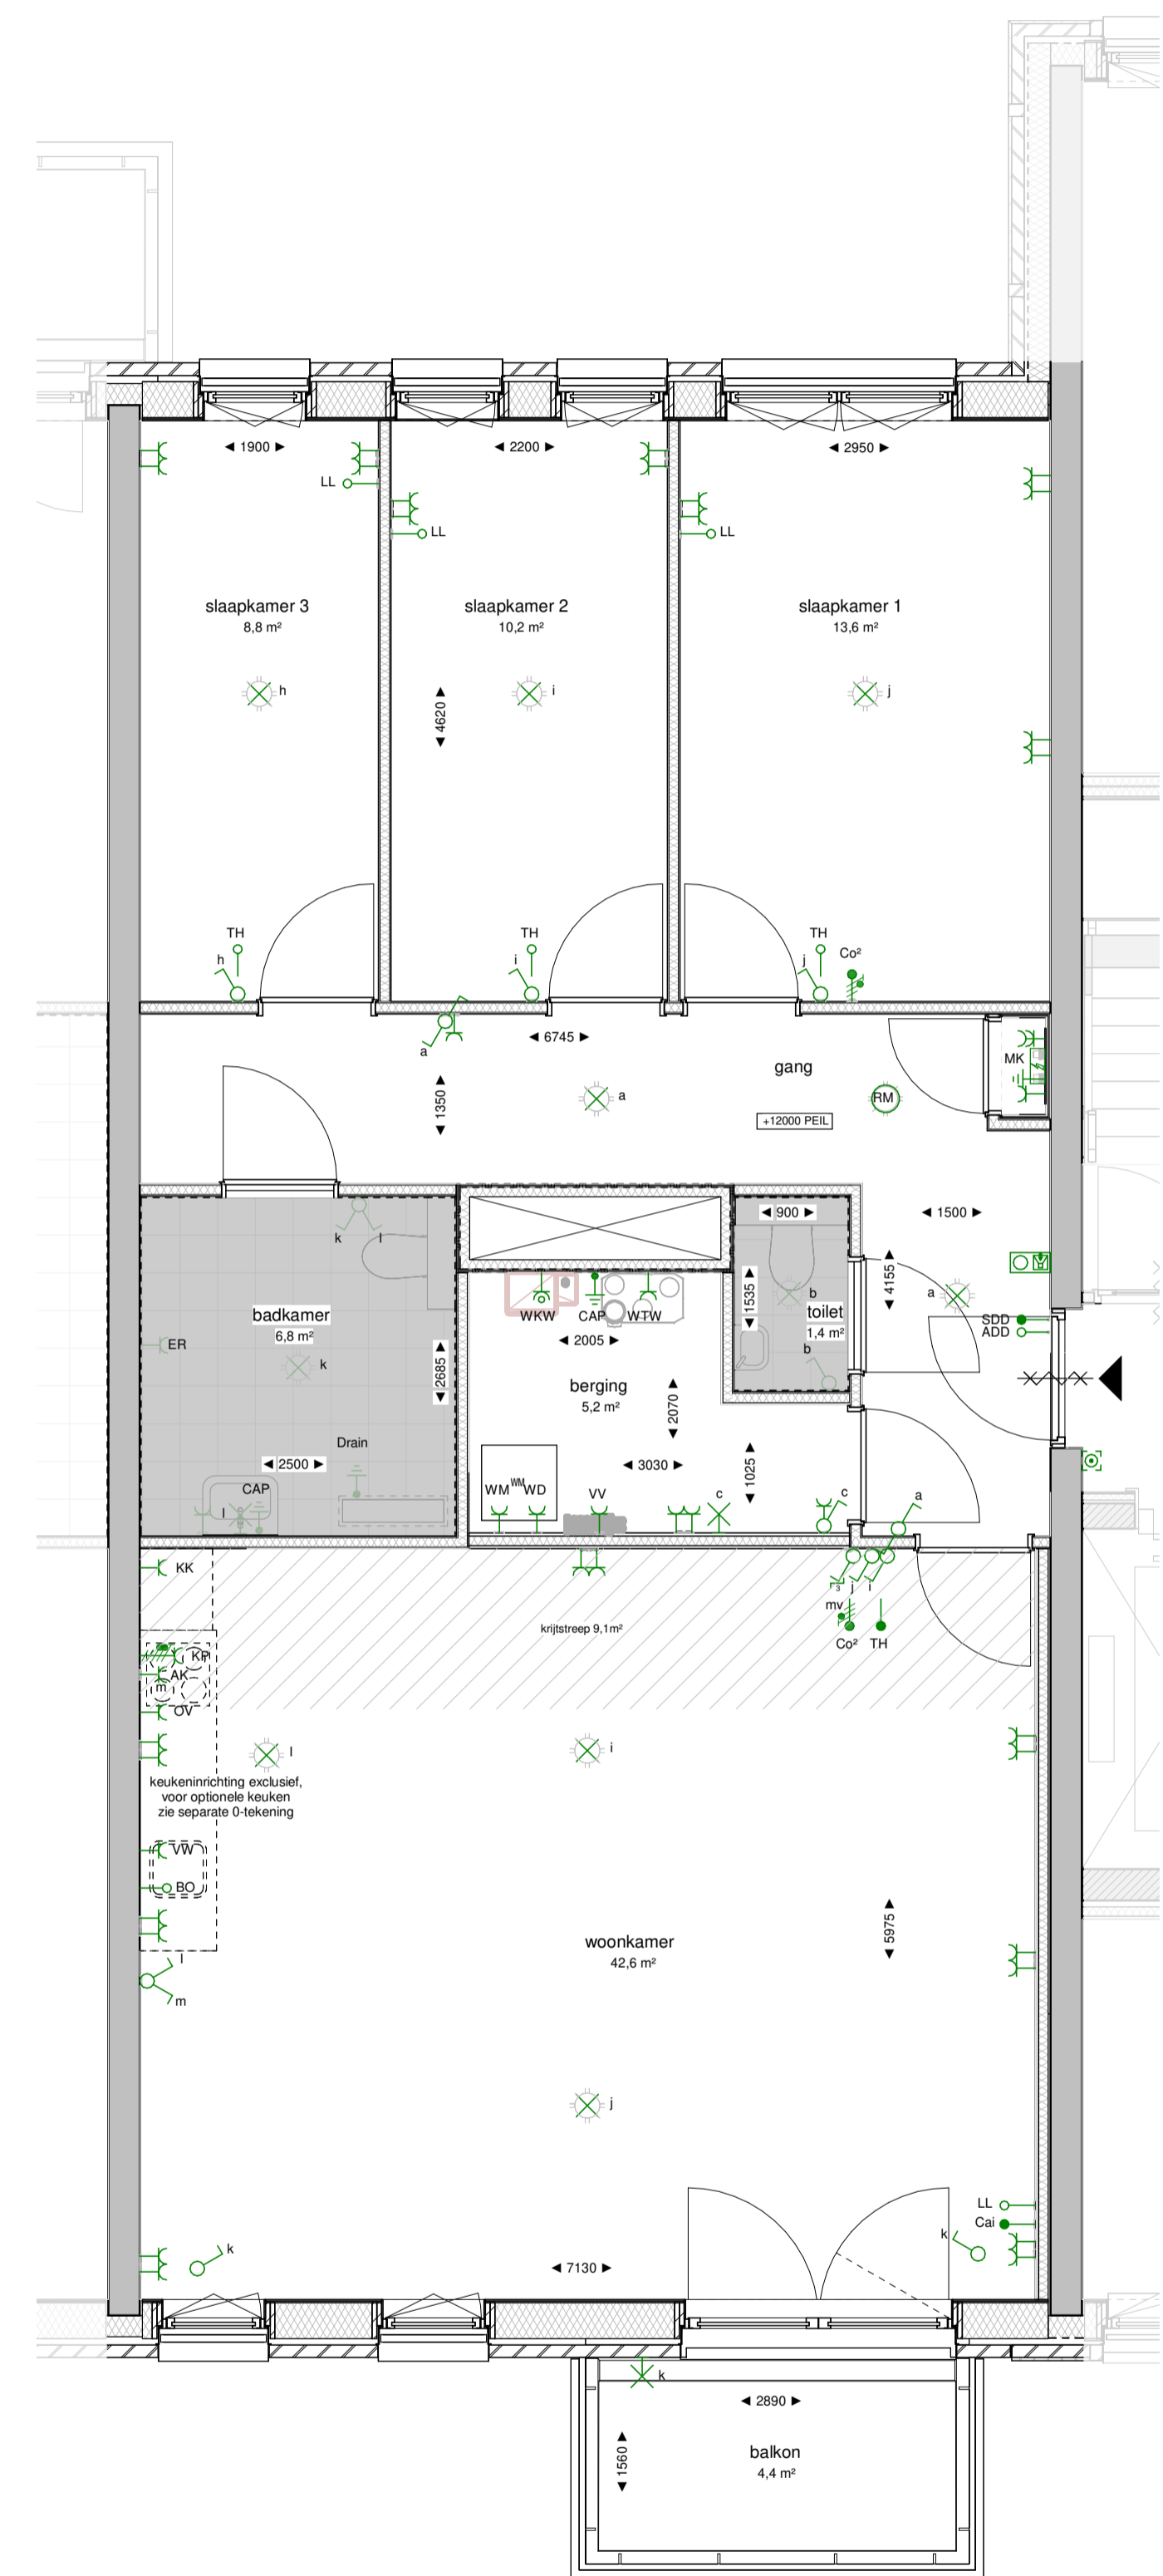 1900
2200
2950
LL
LL
LL
slaapkamer 3
8,8 m²
slaapkamer 2
10,2 m²
slaapkamer 1
13,6 m²
h
i
j
4620
TH
h
TH
i
TH
j
Co²
a
6745
gang
MK
1350
a
RM
+12000 PEIL
900
1500
k
l
4155
badkamer
6,8 m²
ER
k
2685
WKW
CAP
WTW
2005
1535
b
toilet
1,4 m²
b
a
SDD
ADD
berging
5,2 m²
2070
Drain
2500
CAP
l
3030
1025
WM
WM
WD
VV
c
c
a
KK
krijtstreep 9,1m²
3
j
i
mv
Co²
TH
KP
AK
m
OV
l
i
keukeninrichting exclusief,
voor optionele keuken
zie separate 0-tekening
VW
BO
5975
woonkamer
42,6 m²
l
m
j
LL
Cai
k
k
7130
k
2890
1560
balkon
4,4 m²